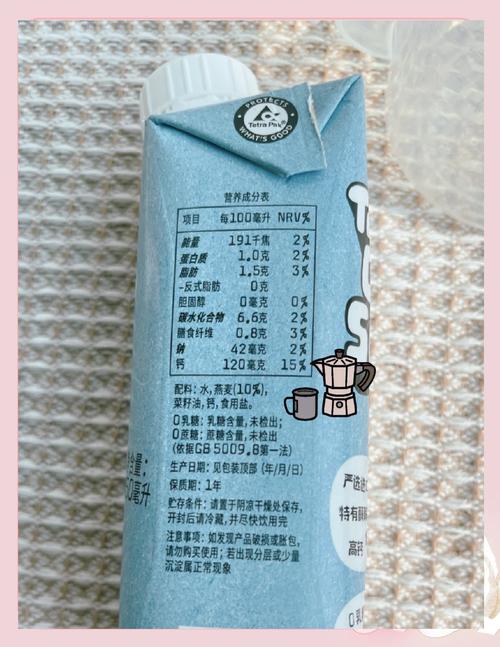 PROTECTS
Tetra Pak®
WHAT'S GOOD
营养成分表
项目 每100毫升 NRV%
能量 191千焦 2%
蛋白质 1.0克 2%
脂肪 1.5克 3%
-反式脂肪 0克
胆固醇 0毫克 0%
碳水化合物 6.6克 2%
膳食纤维 0.8克 3%
钠 42毫克 2%
钙 120毫克 15%
配料：水,燕麦(10%),
菜籽油,钙,食用盐。
0乳糖：乳糖含量,未检出；
0蔗糖：蔗糖含量,未检出
(依据GB 5009.8第一法)
生产日期：见包装顶部 (年/月/日)
保质期：1年
贮存条件：请置于阴凉干燥处保存,
开封后请冷藏,并尽快饮用完
注意事项：如发现产品破损或胀包,
请勿购买使用；若出现分层或少量
沉淀属正常现象
含量：
毫升
严选
特有
高钙
0乳